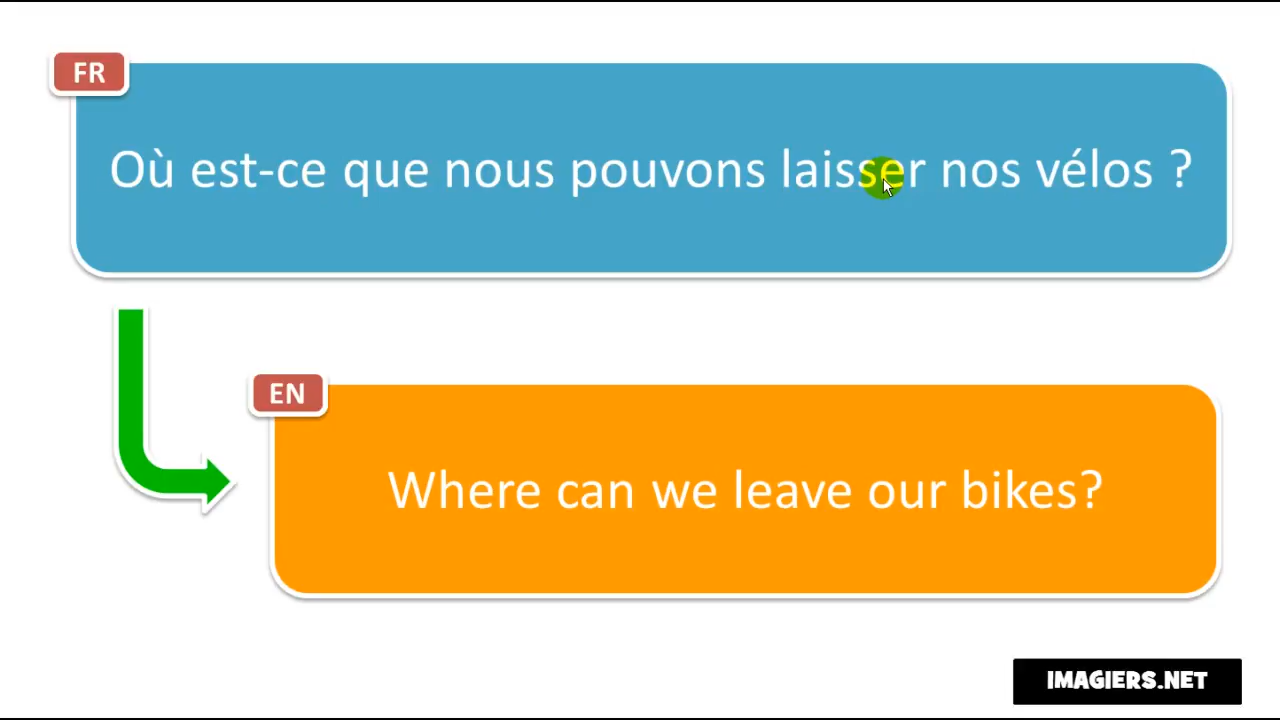 FR
Où est-ce que nous pouvons laisser nos vélos ?
EN
Where can we leave our bikes?
IMAGIERS.NET